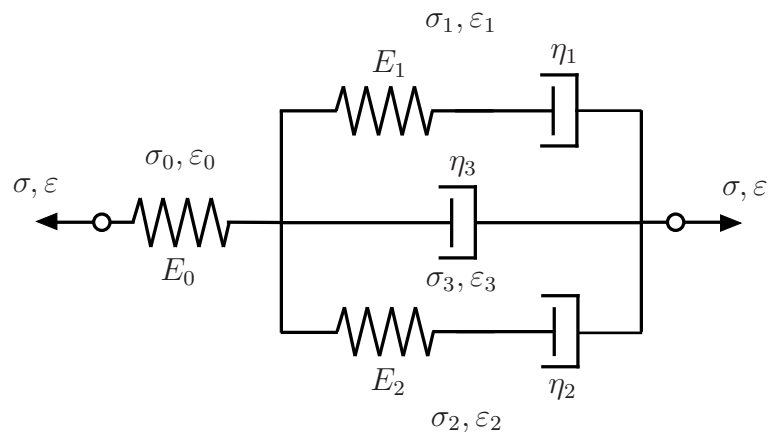 σ₁, ε₁
E₁
η₁
σ₀, ε₀
η₃
σ, ε
σ, ε
E₀
σ₃, ε₃
E₂
η₂
σ₂, ε₂